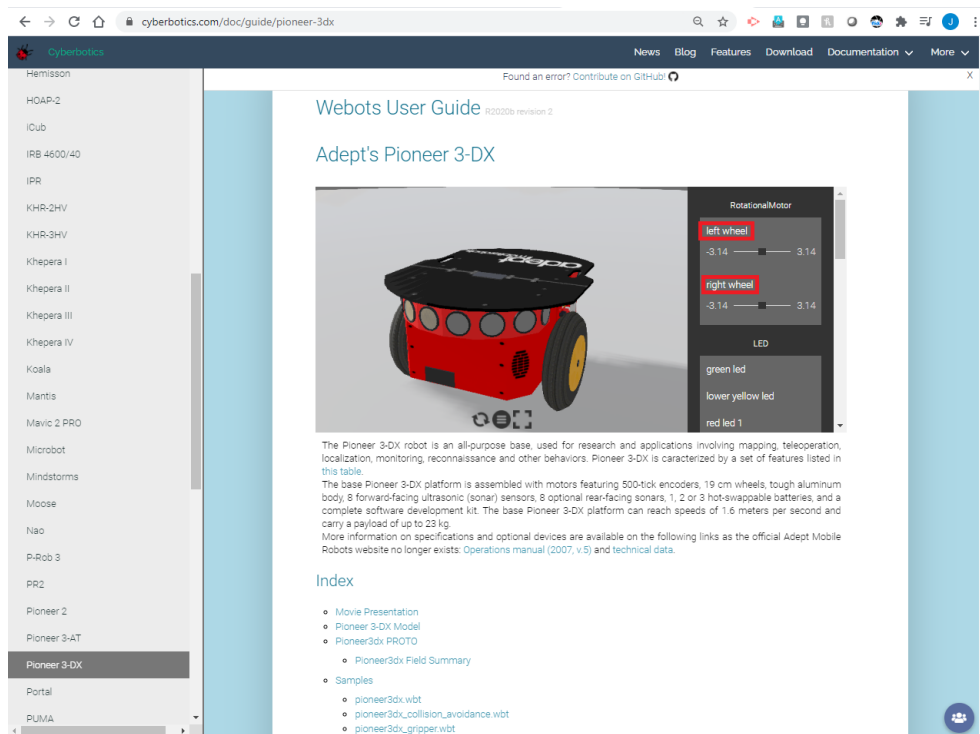 cyberbotics.com/doc/guide/pioneer-3dx
Cyberbotics
News Blog Features Download Documentation More
Hemisson
HOAP-2
iCub
IRB 4600/40
IPR
KHR-2HV
KHR-3HV
Khepera I
Khepera II
Khepera III
Khepera IV
Koala
Mantis
Mavic 2 PRO
Microbot
Mindstorms
Moose
Nao
P-Rob 3
PR2
Pioneer 2
Pioneer 3-AT
Pioneer 3-DX
Portal
PUMA
Found an error? Contribute on GitHub!
X
Webots User Guide R2020b revision 2
Adept's Pioneer 3-DX
adept
RotationalMotor
left wheel
-3.14 3.14
right wheel
-3.14 3.14
LED
green led
lower yellow led
red led 1
The Pioneer 3-DX robot is an all-purpose base, used for research and applications involving mapping, teleoperation,
localization, monitoring, reconnaissance and other behaviors. Pioneer 3-DX is caracterized by a set of features listed in
this table.
The base Pioneer 3-DX platform is assembled with motors featuring 500-tick encoders, 19 cm wheels, tough aluminum
body, 8 forward-facing ultrasonic (sonar) sensors, 8 optional rear-facing sonars, 1, 2 or 3 hot-swappable batteries, and a
complete software development kit. The base Pioneer 3-DX platform can reach speeds of 1.6 meters per second and
carry a payload of up to 23 kg.
More information on specifications and optional devices are available on the following links as the official Adept Mobile
Robots website no longer exists: Operations manual (2007, v.5) and technical data.
Index
Movie Presentation
Pioneer 3-DX Model
Pioneer3dx PROTO
Pioneer3dx Field Summary
Samples
pioneer3dx.wbt
pioneer3dx_collision_avoidance.wbt
pioneer3dx_gripper.wbt